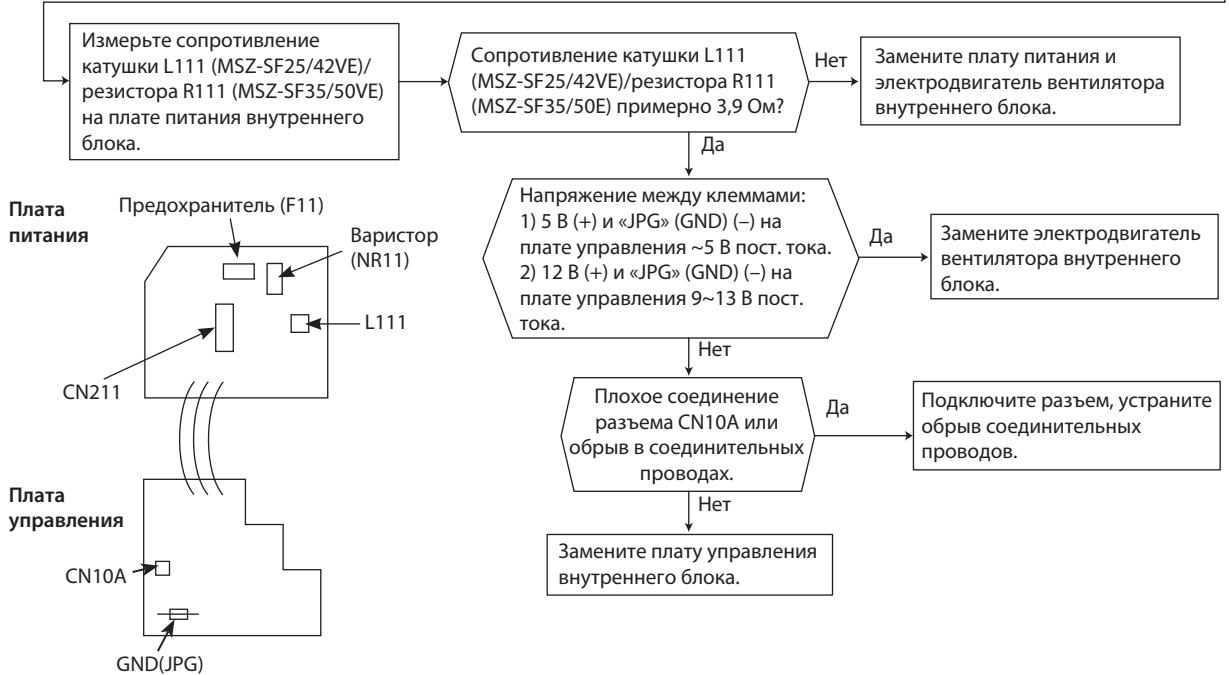 Измерьте сопротивление
катушки L111 (MSZ-SF25/42VE)/
резистора R111 (MSZ-SF35/50VE)
на плате питания внутреннего
блока.
Сопротивление катушки L111
(MSZ-SF25/42VE)/резистора R111
(MSZ-SF35/50E) примерно 3,9 Ом?
Нет
Замените плату питания и
электродвигатель вентилятора
внутреннего блока.
Да
Напряжение между клеммами:
1) 5 В (+) и «JPG» (GND) (–) на
плате управления ~5 В пост. тока.
2) 12 В (+) и «JPG» (GND) (–) на
плате управления 9~13 В пост.
тока.
Да
Замените электродвигатель
вентилятора внутреннего
блока.
Нет
Плохое соединение
разъема CN10A или
обрыв в соединительных
проводах.
Да
Подключите разъем, устраните
обрыв соединительных
проводов.
Нет
Замените плату управления
внутреннего блока.
Плата
питания
Предохранитель (F11)
Варистор
(NR11)
L111
CN211
Плата
управления
CN10A
GND(JPG)